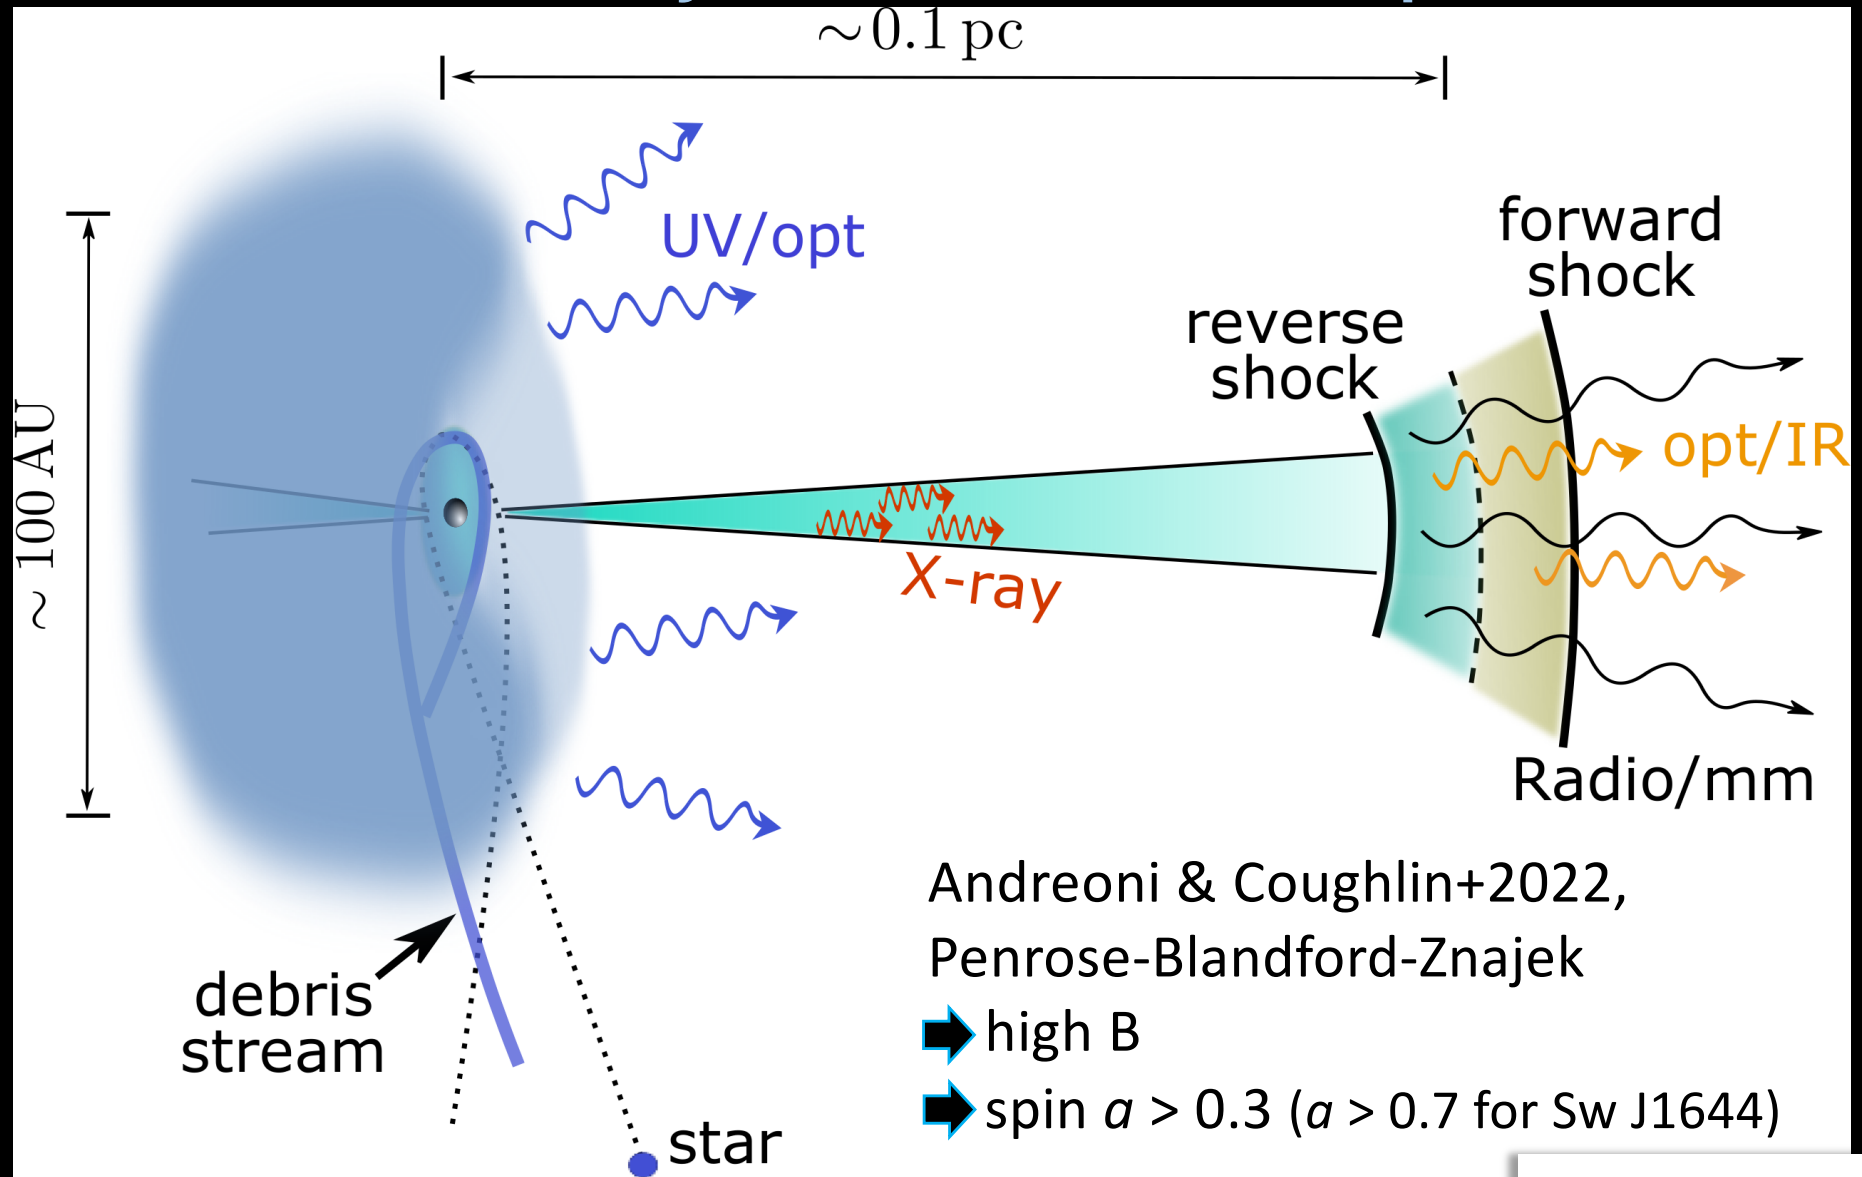 ~0.1 pc
UV/opt
forward
shock
reverse
shock
~ 100 AU
opt/IR
X-ray
Radio/mm
Andreoni & Coughlin+2022,
Penrose-Blandford-Znajek
high B
debris
stream
spin a > 0.3 (a > 0.7 for Sw J1644)
star